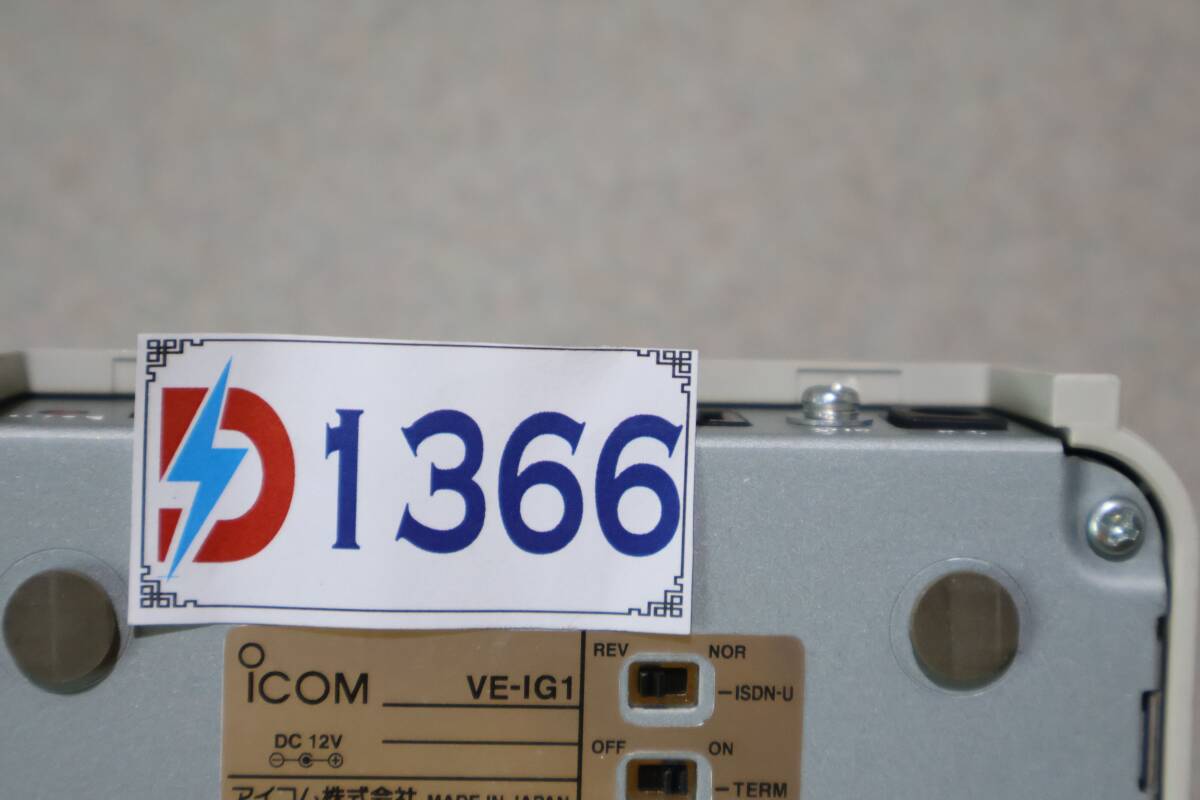 D 1366
ICOM VE-IG1
DC 12V
アイコム株式会社 MADE IN JAPAN
REV NOR
ISDN-U
OFF ON
TERM